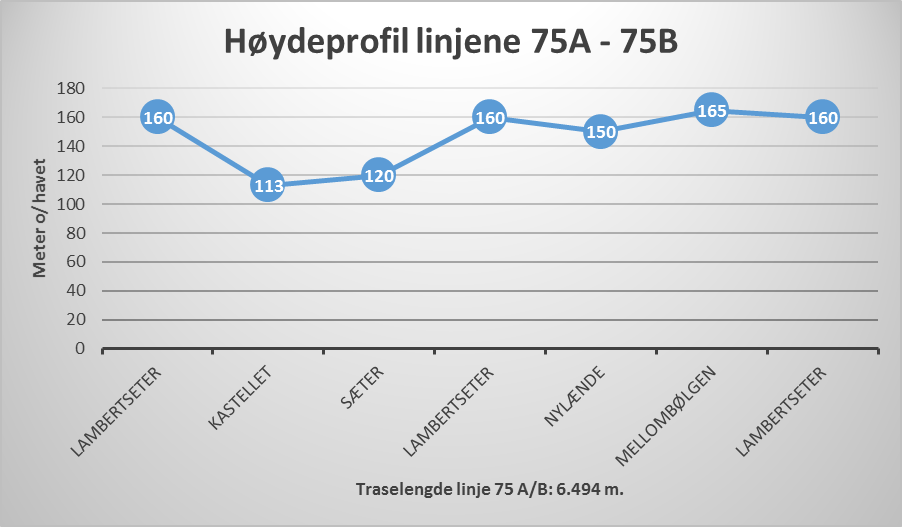 Høydeprofil linjene 75A - 75B
Meter o/ havet
180
160
140
120
100
80
60
40
20
0
160
113
120
160
150
165
160
LAMBERTSETER
KASTELLET
SÆTER
LAMBERTSETER
NYLÆNDE
MELLOMBØLGEN
LAMBERTSETER
Traselengde linje 75 A/B: 6.494 m.